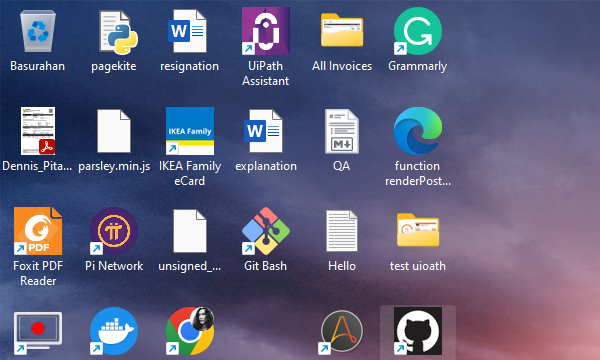 Basurahan
pagekite
resignation
UiPath
Assistant
All Invoices
Grammarly
Dennis_Pita...
parsley.min.js
IKEA Family
IKEA Family
eCard
explanation
QA
function
renderPost...
PDF
Foxit PDF
Reader
Pi Network
unsigned_...
Git Bash
Hello
test uioath